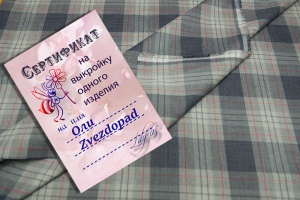 Сертификат
на
выкройку
одного
изделия
Оли
Zvezdopad